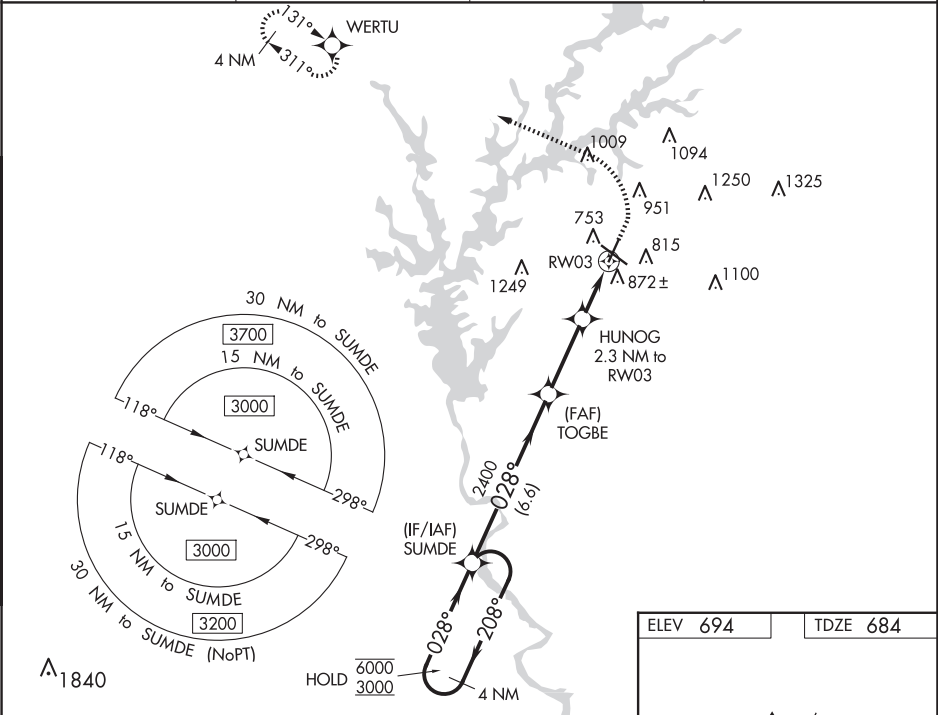 131°
WERTU
4 NM
311°
1009
1094
1250
1325
951
753
815
RW03
872±
1100
1249
HUNOG
2.3 NM to
RW03
30 NM to SUMDE
3700
15 NM to SUMDE
3000
118°
SUMDE
298°
118°
SUMDE
298°
3000
15 NM to SUMDE
3200
30 NM to SUMDE (NoPT)
(FAF)
TOGBE
2400
028°
(6.6)
(IF/IAF)
SUMDE
028°
208°
HOLD
6000
3000
4 NM
1840
ELEV 694
TDZE 684